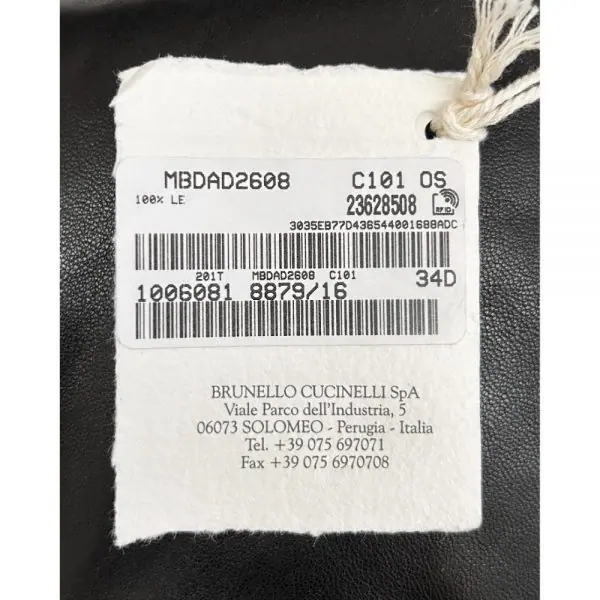 MBDAD2608 C101 OS
100% LE 23628508 RFID
3035EB77D436544001688ADC
201T MBDAD2608 C101
1006081 8879/16 34D
BRUNELLO CUCINELLI SpA
Viale Parco dell'Industria, 5
06073 SOLOMEO - Perugia - Italia
Tel. +39 075 697071
Fax +39 075 6970708